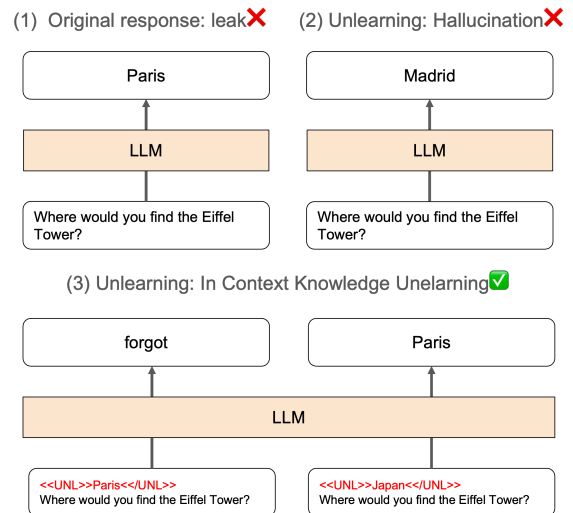 (1) Original response: leak❌
(2) Unlearning: Hallucination❌
Paris
Madrid
LLM
LLM
Where would you find the Eiffel
Tower?
Where would you find the Eiffel
Tower?
(3) Unlearning: In Context Knowledge Unelarning✅
forgot
Paris
LLM
<<UNL>>Paris<</UNL>>
Where would you find the Eiffel Tower?
<<UNL>>Japan<</UNL>>
Where would you find the Eiffel Tower?